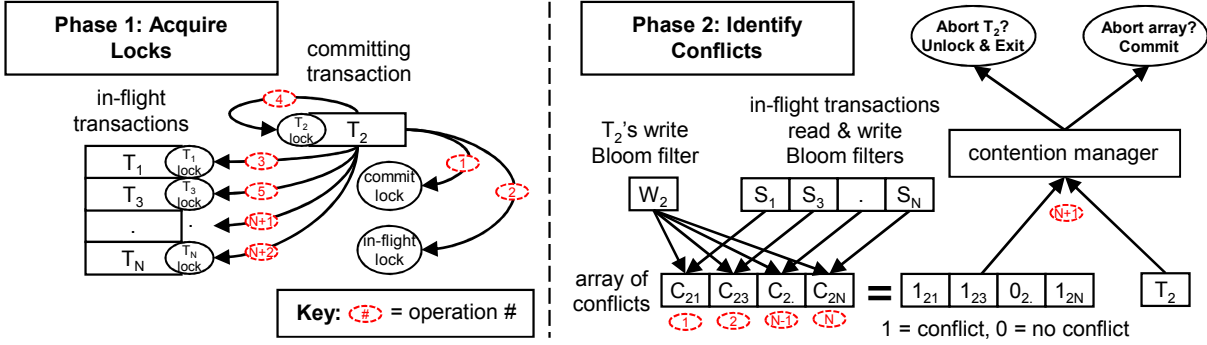 Phase 1: Acquire
Locks
committing
transaction
in-flight
transactions
4
T2
lock
T2
T1
T1
lock
3
1
T3
T3
lock
5
commit
lock
2
.
.
N+1
TN
TN
lock
N+2
in-flight
lock
Key: # = operation #
Phase 2: Identify
Conflicts
Abort T2?
Unlock & Exit
Abort array?
Commit
T2's write
Bloom filter
in-flight transactions
read & write
Bloom filters
contention manager
W2
S1 S3 . SN
N+1
array of
conflicts
C21 C23 C2. C2N = 121 123 02. 12N
T2
1 2 N-1 N
1 = conflict, 0 = no conflict